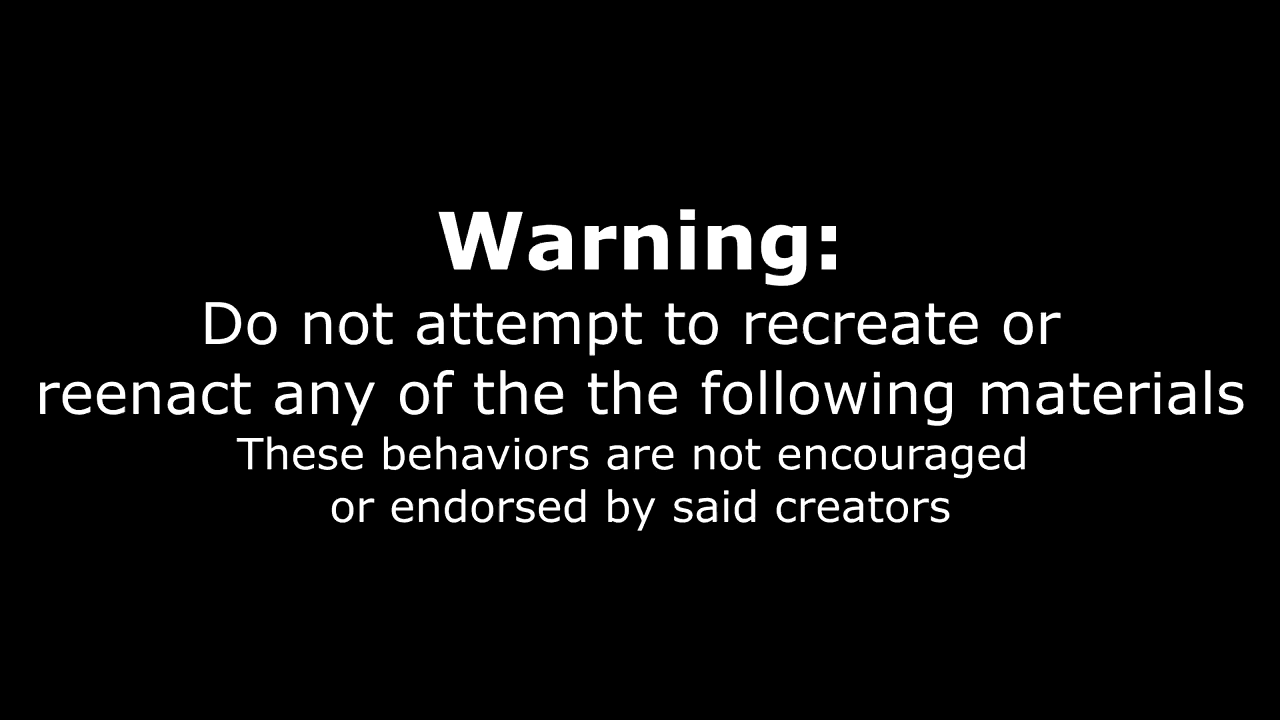 Warning:
Do not attempt to recreate or
reenact any of the the following materials
These behaviors are not encouraged
or endorsed by said creators